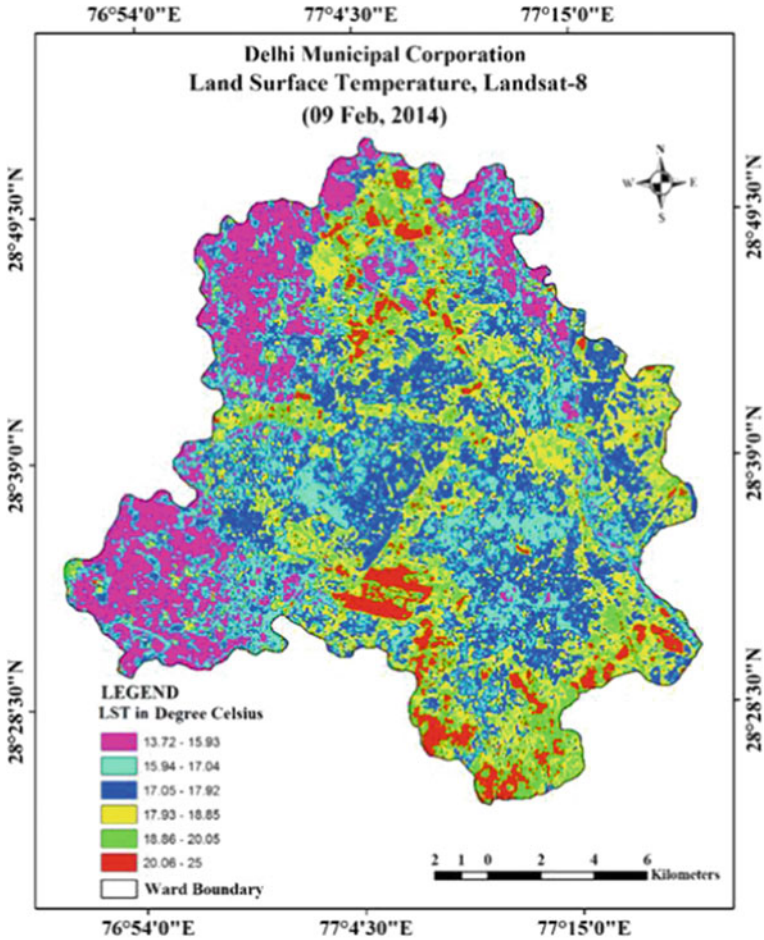 76°54'0"E 77°4'30"E 77°15'0"E
Delhi Municipal Corporation
Land Surface Temperature, Landsat-8
(09 Feb, 2014)
N
W E
S
28°49'30"N 28°49'30"N
28°39'0"N 28°39'0"N
28°28'30"N 28°28'30"N
LEGEND
LST in Degree Celsius
13.72 - 15.93
15.94 - 17.04
17.05 - 17.92
17.93 - 18.85
18.86 - 20.05
20.06 - 25
Ward Boundary
2 1 0 2 4 6
Kilometers
76°54'0"E 77°4'30"E 77°15'0"E